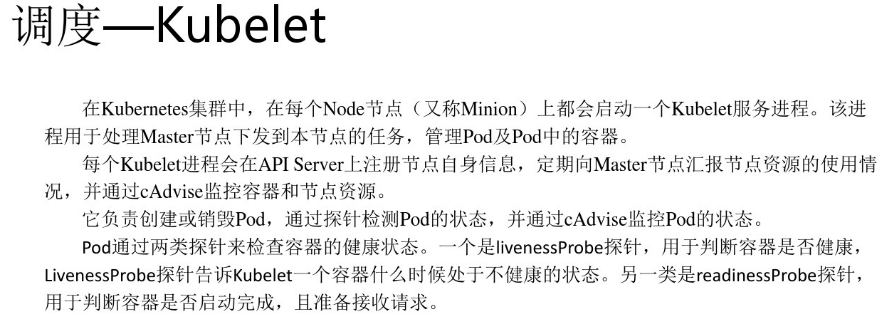 调度—Kubelet
在Kubernetes集群中，在每个Node节点（又称Minion）上都会启动一个Kubelet服务进程。该进
程用于处理Master节点下发到本节点的任务，管理Pod及Pod中的容器。
每个Kubelet进程会在API Server上注册节点自身信息，定期向Master节点汇报节点资源的使用情
况，并通过cAdvise监控容器和节点资源。
它负责创建或销毁Pod，通过探针检测Pod的状态，并通过cAdvise监控Pod的状态。
Pod通过两类探针来检查容器的健康状态。一个是livenessProbe探针，用于判断容器是否健康，
LivenessProbe探针告诉Kubelet一个容器什么时候处于不健康的状态。另一类是readinessProbe探针，
用于判断容器是否启动完成，且准备接收请求。